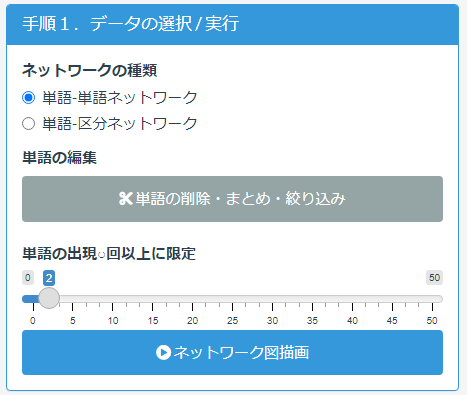 手順１．データの選択 / 実行
ネットワークの種類
単語-単語ネットワーク
単語-区分ネットワーク
単語の編集
単語の削除・まとめ・絞り込み
単語の出現○回以上に限定
0 2 50
0 5 10 15 20 25 30 35 40 45 50
ネットワーク図描画